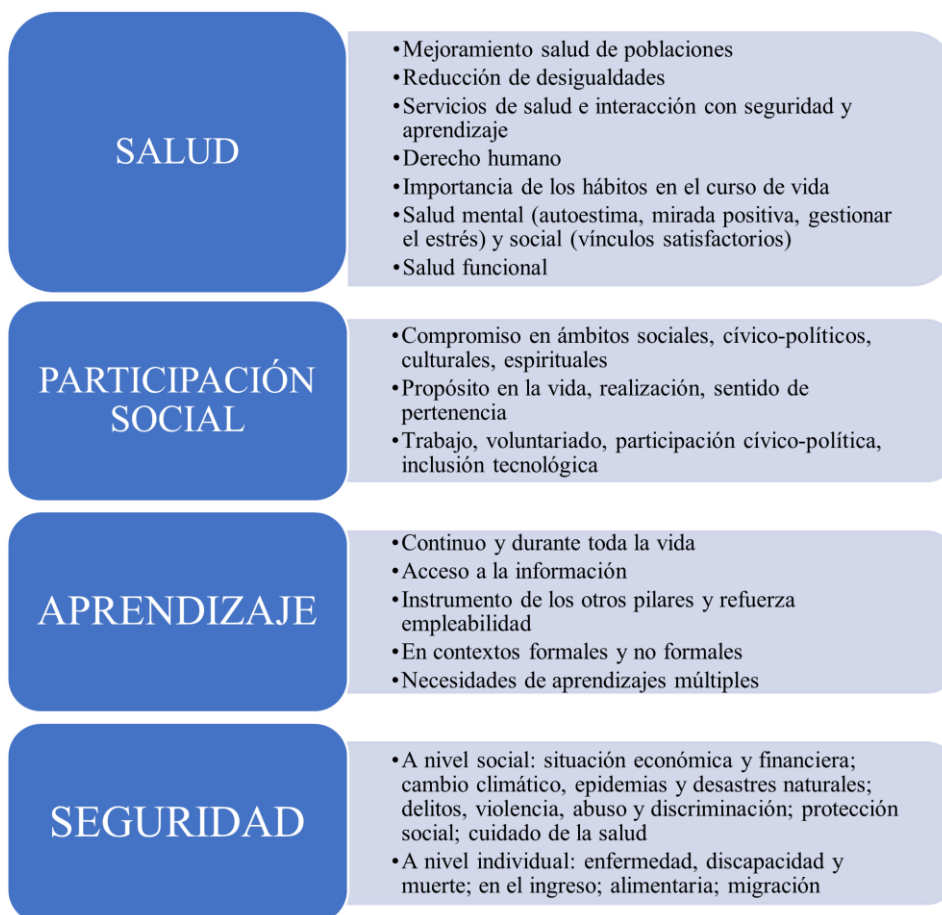 SALUD
•Mejoramiento salud de poblaciones
•Reducción de desigualdades
•Servicios de salud e interacción con seguridad y
aprendizaje
•Derecho humano
•Importancia de los hábitos en el curso de vida
•Salud mental (autoestima, mirada positiva, gestionar
el estrés) y social (vínculos satisfactorios)
•Salud funcional
PARTICIPACIÓN
SOCIAL
•Compromiso en ámbitos sociales, cívico-políticos,
culturales, espirituales
•Propósito en la vida, realización, sentido de
pertenencia
•Trabajo, voluntariado, participación cívico-política,
inclusión tecnológica
APRENDIZAJE
•Continuo y durante toda la vida
•Acceso a la información
•Instrumento de los otros pilares y refuerza
empleabilidad
•En contextos formales y no formales
•Necesidades de aprendizajes múltiples
SEGURIDAD
•A nivel social: situación económica y financiera;
cambio climático, epidemias y desastres naturales;
delitos, violencia, abuso y discriminación; protección
social; cuidado de la salud
•A nivel individual: enfermedad, discapacidad y
muerte; en el ingreso; alimentaria; migración